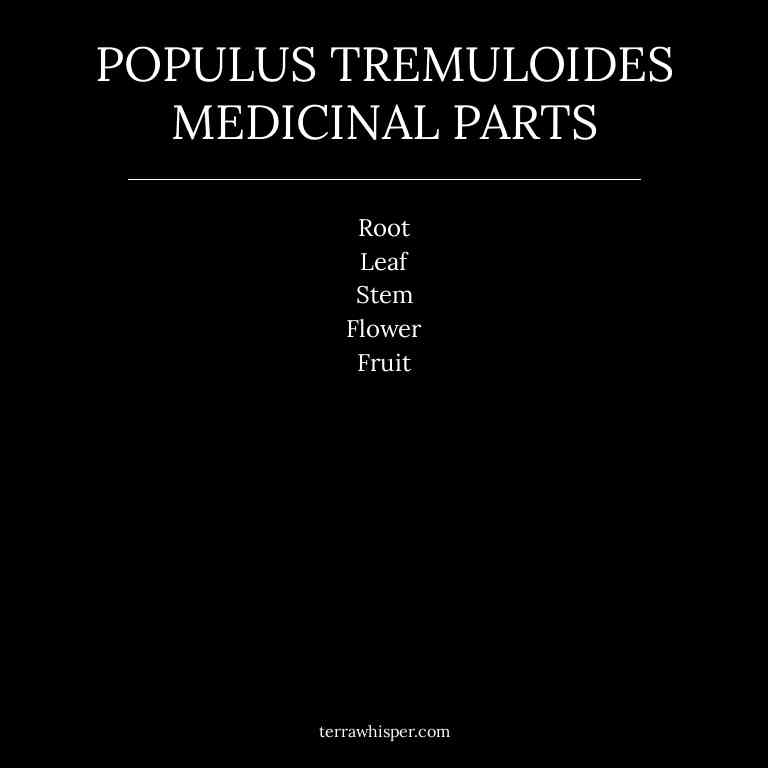 POPULUS TREMULOIDES
MEDICINAL PARTS
Root
Leaf
Stem
Flower
Fruit
terrawhisper.com